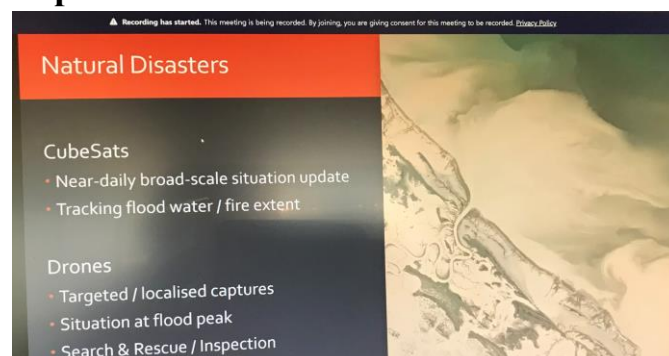 Recording has started. This meeting is being recorded. By joining, you are giving consent for this meeting to be recorded. Privacy Policy
Natural Disasters
CubeSats
• Near-daily broad-scale situation update
• Tracking flood water / fire extent
Drones
• Targeted / localised captures
• Situation at flood peak
• Search & Rescue / Inspection